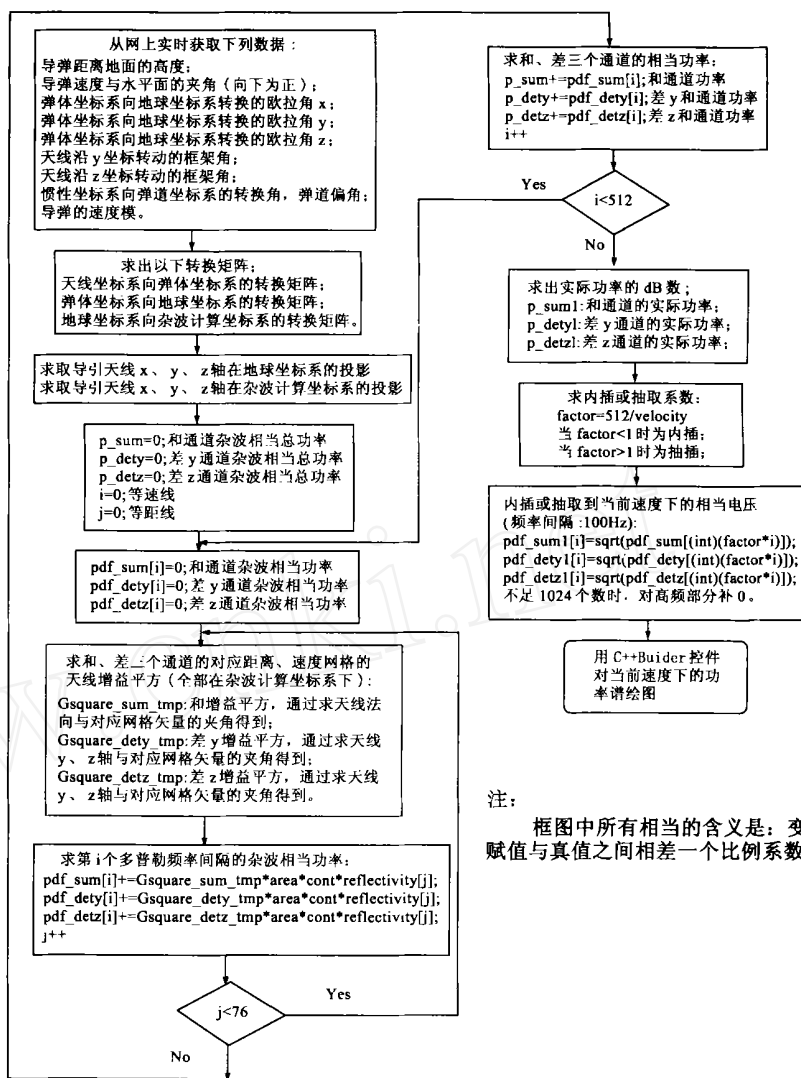 从网上实时获取下列数据：
导弹距离地面的高度；
导弹速度与水平面的夹角（向下为正）；
弹体坐标系向地球坐标系转换的欧拉角 x；
弹体坐标系向地球坐标系转换的欧拉角 y；
弹体坐标系向地球坐标系转换的欧拉角 z；
天线沿 y 坐标转动的框架角；
天线沿 z 坐标转动的框架角；
惯性坐标系向弹道坐标系的转换角，弹道偏角；
导弹的速度模。
求出以下转换矩阵；
天线坐标系向弹体坐标系的转换矩阵；
弹体坐标系向地球坐标系的转换矩阵；
地球坐标系向杂波计算坐标系的转换矩阵。
求取导引天线 x、 y、 z轴在地球坐标系的投影
求取导引天线 x、 y、 z轴在杂波计算坐标系的投影
p_sum=0;和通道杂波相当总功率
p_dety=0;差 y通道杂波相当总功率
p_detz=0;差 z通道杂波相当总功率
i=0;等速线
j=0;等距线
pdf_sum[i]=0;和通道杂波相当功率
pdf_dety[i]=0;差 y通道杂波相当功率
pdf_detz[i]=0;差 z通道杂波相当功率
求和、差三个通道的对应距离、速度网格的
天线增益平方（全部在杂波计算坐标系下）:
Gsquare_sum_tmp:和增益平方，通过求天线法
向与对应网格矢量的夹角得到；
Gsquare_dety_tmp:差 y增益平方，通过求天线
y、 z轴与对应网格矢量的夹角得到；
Gsquare_detz_tmp:差 z增益平方，通过求天线
y、 z轴与对应网格矢量的夹角得到。
求第 i个多普勒频率间隔的杂波相当功率；
pdf_sum[i]+=Gsquare_sum_tmp*area*cont*reflectivity[j];
pdf_dety[i]+=Gsquare_dety_tmp*area*cont*reflectivity[j];
pdf_detz[i]+=Gsquare_detz_tmp*area*cont*reflectivity[j];
j++
j<76
Yes
No
求和、差三个通道的相当功率；
p_sum+=pdf_sum[i];和通道功率
p_dety+=pdf_dety[i];差 y和通道功率
p_detz+=pdf_detz[i];差 z和通道功率
i++
Yes
i<512
No
求出实际功率的 dB 数；
p_sum1:和通道的实际功率；
p_dety1:差 y通道的实际功率；
p_detz1:差 z通道的实际功率；
求内插或抽取系数：
factor=512/velocity
当 factor<1 时为内插；
当 factor>1 时为抽插；
内插或抽取到当前速度下的相当电压
(频率间隔:100Hz):
pdf_sum1[i]=sqrt(pdf_sum[(int)(factor*i)]);
pdf_dety1[i]=sqrt(pdf_dety[(int)(factor*i)]);
pdf_detz1[i]=sqrt(pdf_detz[(int)(factor*i)]);
不足 1024 个数时，对高频部分补 0。
用 C++Buider 控件
对当前速度下的功
率谱绘图
注：
框图中所有相当的含义是：变
赋值与真值之间相差一个比例系数